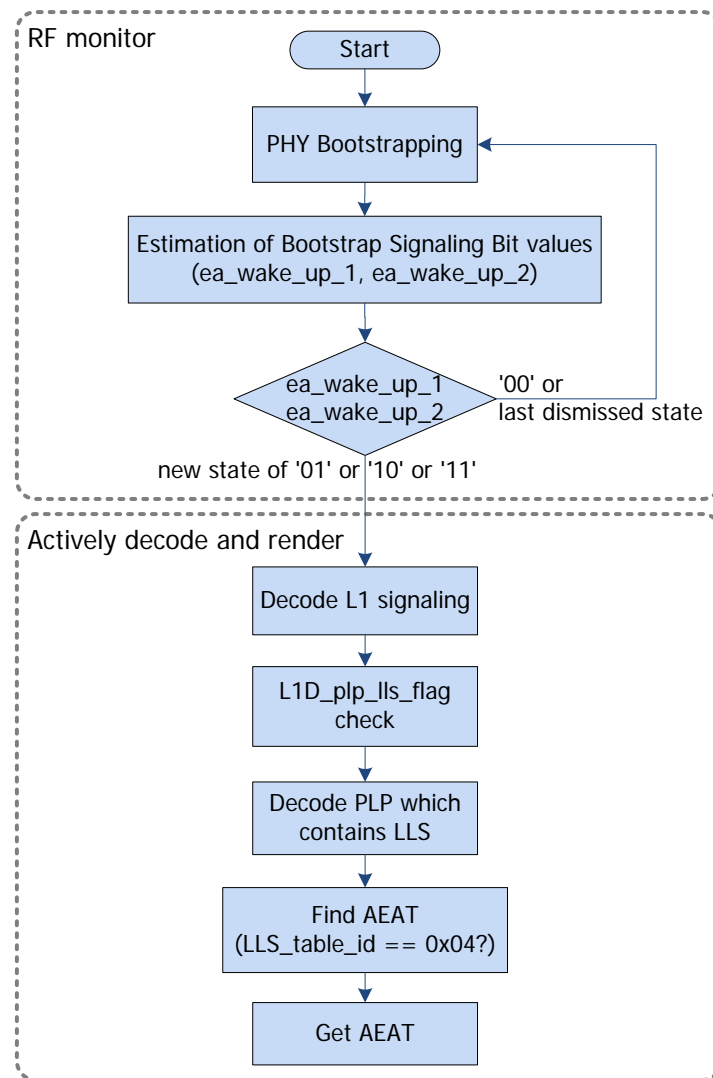 RF monitor
Start
PHY Bootstrapping
Estimation of Bootstrap Signaling Bit values
(ea_wake_up_1, ea_wake_up_2)
ea_wake_up_1
ea_wake_up_2
'00' or
last dismissed state
new state of '01' or '10' or '11'
Actively decode and render
Decode L1 signaling
L1D_plp_lls_flag
check
Decode PLP which
contains LLS
Find AEAT
(LLS_table_id == 0x04?)
Get AEAT